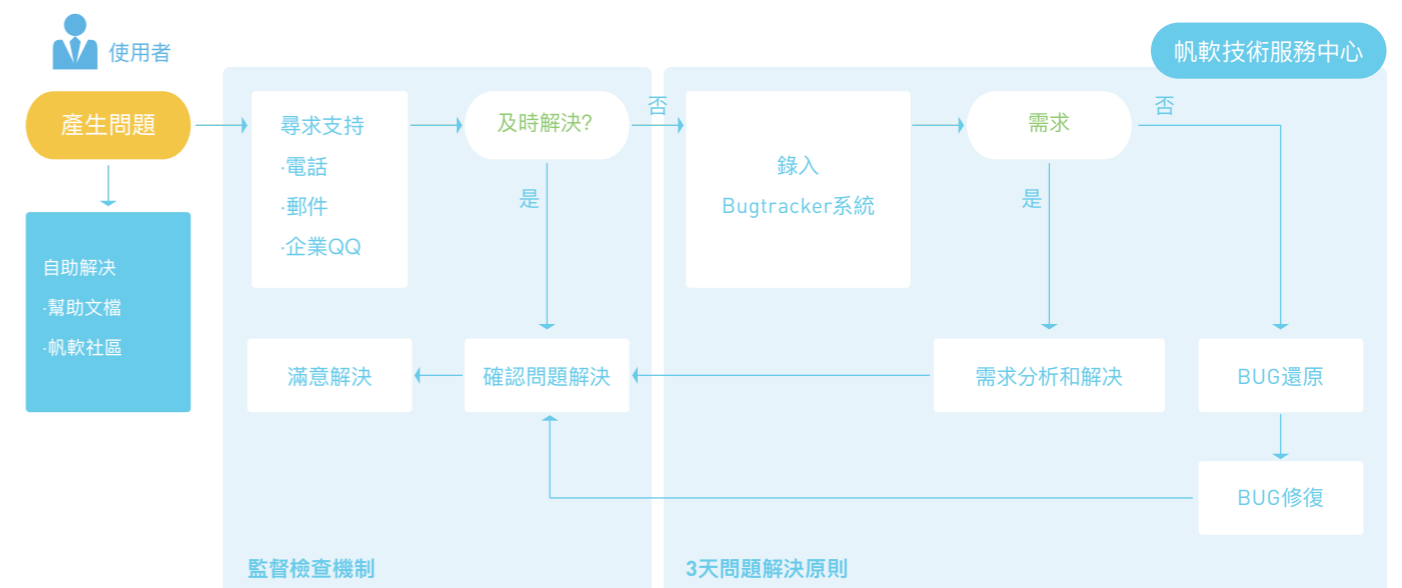 使用者
帆軟技術服務中心
產生問題
尋求支持
·電話
·郵件
·企業QQ
及時解決?
否
是
錄入
Bugtracker系統
需求
否
是
自助解決
·幫助文檔
·帆軟社區
滿意解決
確認問題解決
需求分析和解決
BUG還原
BUG修復
監督檢查機制
3天問題解決原則